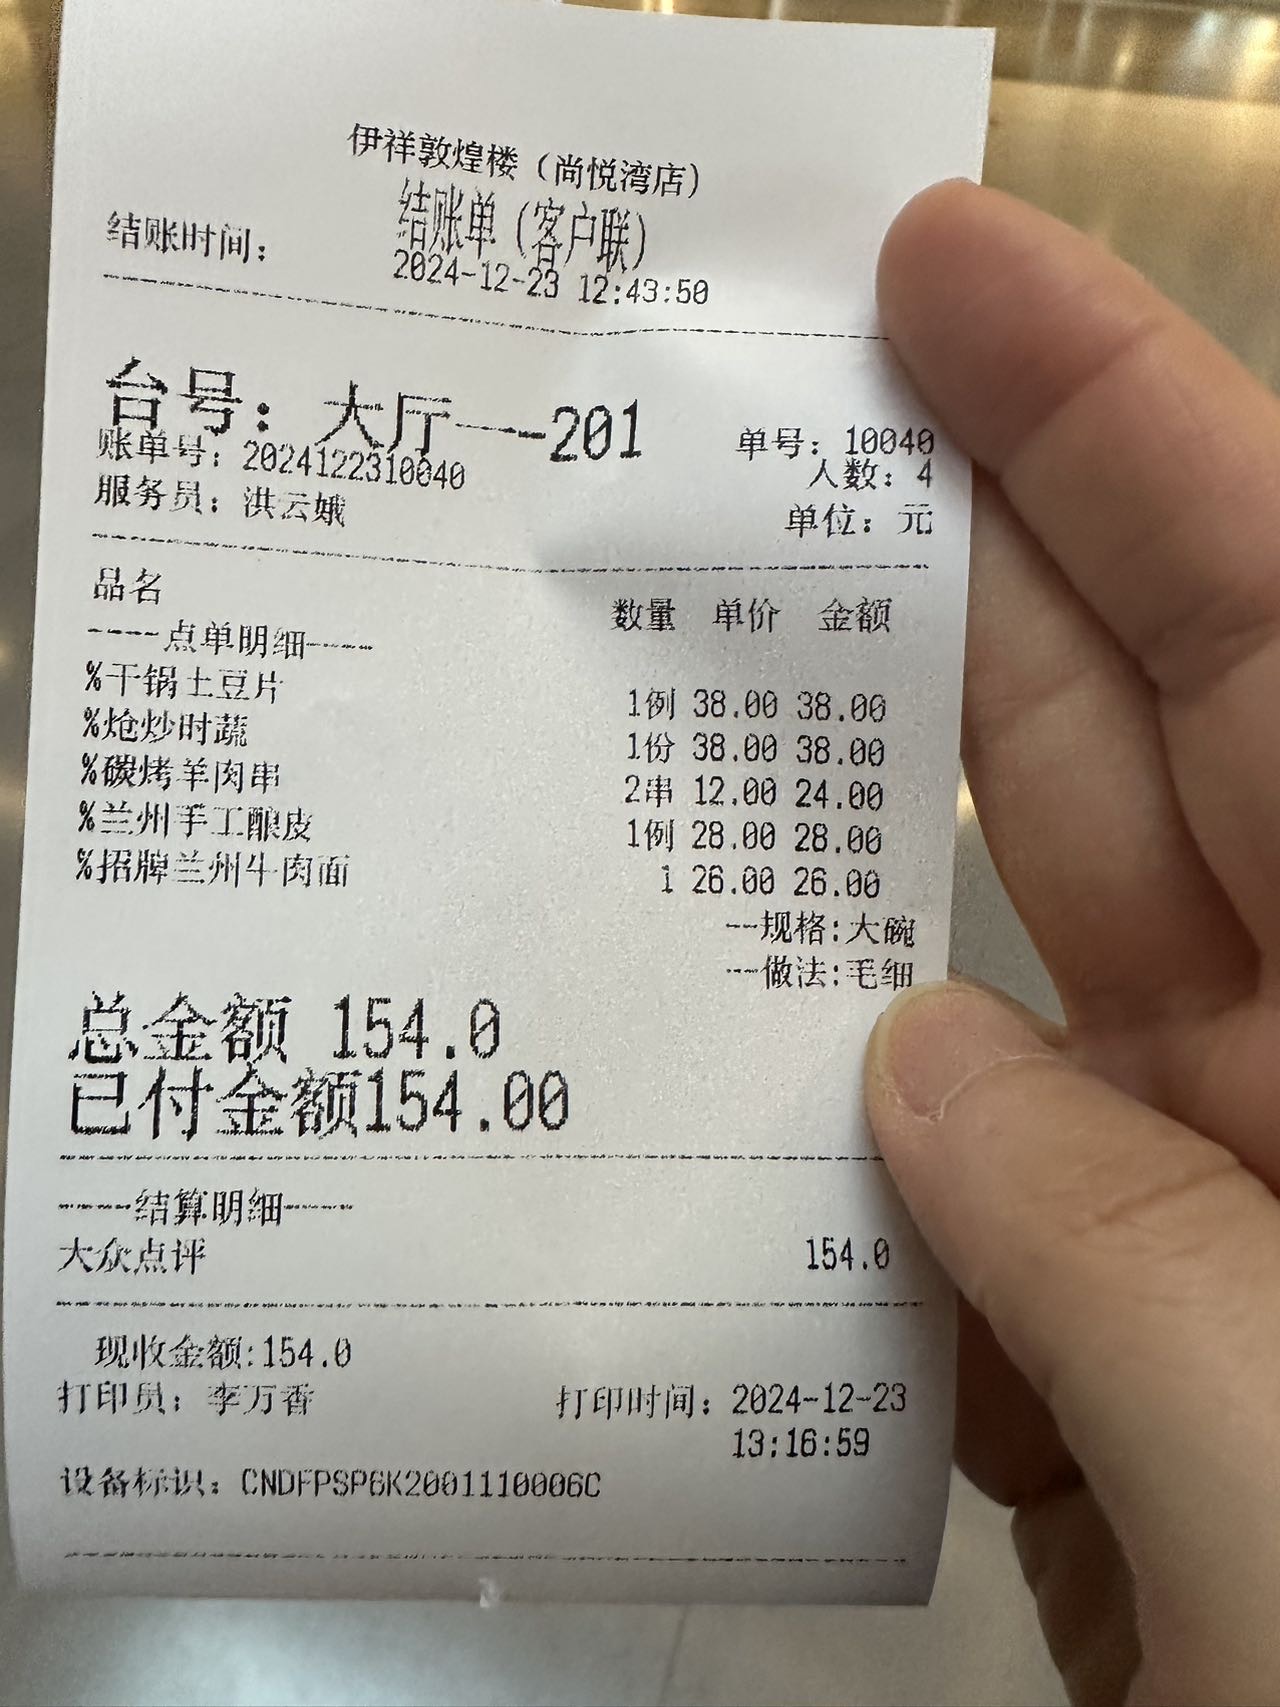 伊祥敦煌楼（尚悦湾店）
结账单（客户联）
结账时间： 2024-12-23 12:43:50
台号：大厅--201 单号：10040
账单号：2024122310040 人数：4
服务员：洪云娥 单位：元
品名 数量 单价 金额
----点单明细----
%干锅土豆片 1例 38.00 38.00
%炝炒时蔬 1份 38.00 38.00
%碳烤羊肉串 2串 12.00 24.00
%兰州手工酿皮 1例 28.00 28.00
%招牌兰州牛肉面 1 26.00 26.00
--规格:大碗
--做法:毛细
总金额 154.0
已付金额154.00
----结算明细----
大众点评 154.0
现收金额:154.0
打印员：李万香 打印时间：2024-12-23
13:16:59
设备标识：CNDFPSP6K2001110006C